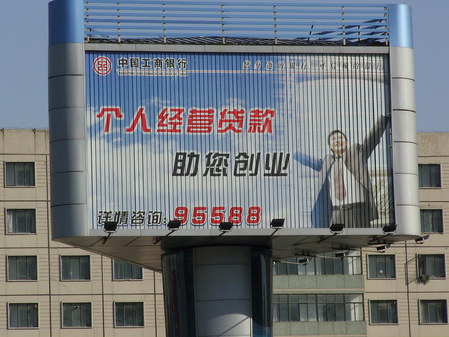 中国工商银行
个人经营贷款
助您创业
详情咨询：95588